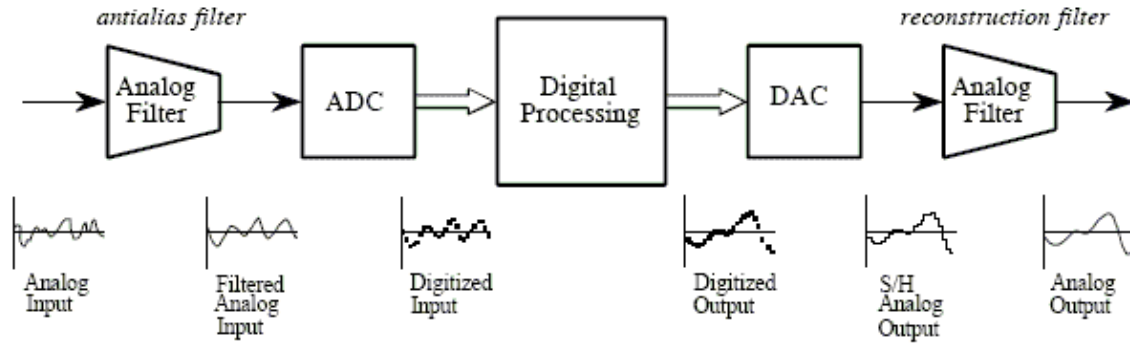 antialias filter
reconstruction filter
Analog
Filter
ADC
Digital
Processing
DAC
Analog
Filter
Analog
Input
Filtered
Analog
Input
Digitized
Input
Digitized
Output
S/H
Analog
Output
Analog
Output